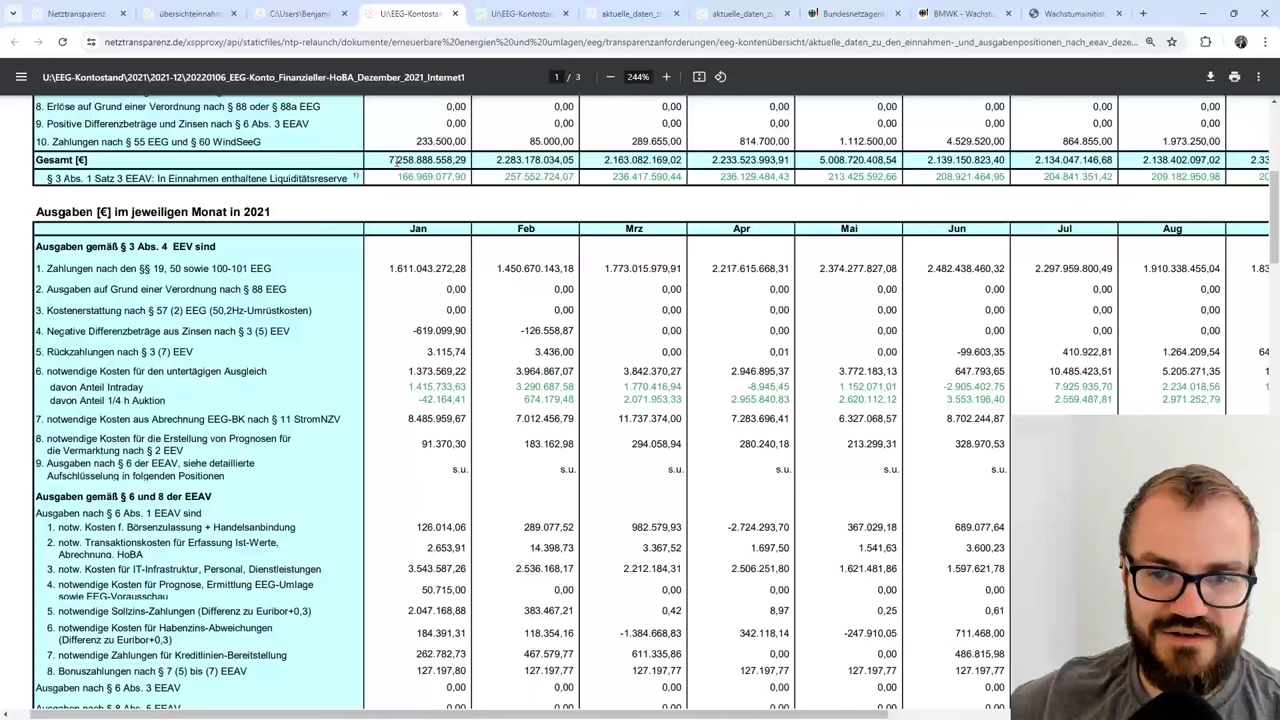 Netztransparenz
übersichteinnahm
C:\Users\Benjami
U:\EEG-Kontostand
U:\EEG-Kontostand
aktuelle_daten_zu
aktuelle_daten_zu
Bundesnetzagent
BMWK - Wachstu
Wachstumsinitiat
netztransparenz.de/xspproxy/api/staticfiles/ntp-relaunch/dokumente/erneuerbare%20energien%20und%20umlagen/eeg/transparenzanforderungen/eeg-kontenübersicht/aktuelle_daten_zu_den_einnahmen-_und_ausgabenpositionen_nach_eeav_deze...
U:\EEG-Kontostand\2021\2021-12\20220106_EEG-Konto_Finanzieller-HoBA_Dezember_2021_Internet1
1 / 3
244%
8. Erlöse auf Grund einer Verordnung nach § 88 oder § 88a EEG 0,00 0,00 0,00 0,00 0,00 0,00 0,00 0,00
9. Positive Differenzbeträge und Zinsen nach § 6 Abs. 3 EEAV 0,00 0,00 0,00 0,00 0,00 0,00 0,00 0,00
10. Zahlungen nach § 55 EEG und § 60 WindSeeG 233.500,00 85.000,00 289.655,00 814.700,00 1.112.500,00 4.529.520,00 864.855,00 1.973.250,00
Gesamt [€] 7.258.888.558,29 2.283.178.034,05 2.163.082.169,02 2.233.523.993,91 5.008.720.408,54 2.139.150.823,40 2.134.047.146,68 2.138.402.097,02 2.33
§ 3 Abs. 1 Satz 3 EEAV: In Einnahmen enthaltene Liquiditätsreserve 1) 166.969.077,90 257.552.724,07 236.417.590,44 236.129.484,43 213.425.592,66 208.921.464,95 204.841.351,42 209.182.950,98 20
Ausgaben [€] im jeweiligen Monat in 2021
Jan Feb Mrz Apr Mai Jun Jul Aug
Ausgaben gemäß § 3 Abs. 4 EEV sind
1. Zahlungen nach den §§ 19, 50 sowie 100-101 EEG 1.611.043.272,28 1.450.670.143,18 1.773.015.979,91 2.217.615.668,31 2.374.277.827,08 2.482.438.460,32 2.297.959.800,49 1.910.338.455,04 1.83
2. Ausgaben auf Grund einer Verordnung nach § 88 EEG 0,00 0,00 0,00 0,00 0,00 0,00 0,00 0,00
3. Kostenerstattung nach § 57 (2) EEG (50,2Hz-Umrüstkosten) 0,00 0,00 0,00 0,00 0,00 0,00 0,00 0,00
4. Negative Differenzbeträge aus Zinsen nach § 3 (5) EEV -619.099,90 -126.558,87 0,00 0,00 0,00 0,00 0,00 0,00
5. Rückzahlungen nach § 3 (7) EEV 3.115,74 3.436,00 0,00 0,01 0,00 -99.603,35 410.922,81 1.264.209,54 64
6. notwendige Kosten für den untertägigen Ausgleich 1.373.569,22 3.964.867,07 3.842.370,27 2.946.895,37 3.772.183,13 647.793,65 10.485.423,51 5.205.271,35 1
davon Anteil Intraday 1.415.733,63 3.290.687,58 1.770.416,94 -8.945,45 1.152.071,01 -2.905.402,75 7.925.935,70 2.234.018,56 1
davon Anteil 1/4 h Auktion -42.164,41 674.179,48 2.071.953,33 2.955.840,83 2.620.112,12 3.553.196,40 2.559.487,81 2.971.252,79
7. notwendige Kosten aus Abrechnung EEG-BK nach § 11 StromNZV 8.485.959,67 7.012.456,79 11.737.374,00 7.283.696,41 6.327.068,57 8.702.244,87
8. notwendige Kosten für die Erstellung von Prognosen für
die Vermarktung nach § 2 EEV 91.370,30 183.162,98 294.058,94 280.240,18 213.299,31 328.970,53
9. Ausgaben nach § 6 der EEAV, siehe detaillierte
Aufschlüsselung in folgenden Positionen s.u. s.u. s.u. s.u. s.u. s.u.
Ausgaben gemäß § 6 und 8 der EEAV
Ausgaben nach § 6 Abs. 1 EEAV sind
1. notw. Kosten f. Börsenzulassung + Handelsanbindung 126.014,06 289.077,52 982.579,93 -2.724.293,70 367.029,18 689.077,64
2. notw. Transaktionskosten für Erfassung Ist-Werte,
Abrechnung. HoBA 2.653,91 14.398,73 3.367,52 1.697,50 1.541,63 3.600,23
3. notw. Kosten für IT-Infrastruktur, Personal, Dienstleistungen 3.543.587,26 2.536.168,17 2.212.184,31 2.506.251,80 1.621.481,86 1.597.621,78
4. notwendige Kosten für Prognose, Ermittlung EEG-Umlage
sowie EEG-Vorausschau 50.715,00 0,00 0,00 0,00 0,00 0,00
5. notwendige Sollzins-Zahlungen (Differenz zu Euribor+0,3) 2.047.168,88 383.467,21 0,42 8,97 0,25 0,61
6. notwendige Kosten für Habenzins-Abweichungen
(Differenz zu Euribor+0,3) 184.391,31 118.354,16 -1.384.668,83 342.118,14 -247.910,05 711.468,00
7. notwendige Zahlungen für Kreditlinien-Bereitstellung 262.782,73 467.579,77 611.335,86 0,00 0,00 486.815,98
8. Bonuszahlungen nach § 7 (5) bis (7) EEAV 127.197,80 127.197,77 127.197,77 127.197,77 127.197,77 127.197,77
Ausgaben nach § 6 Abs. 3 EEAV 0,00 0,00 0,00 0,00 0,00 0,00